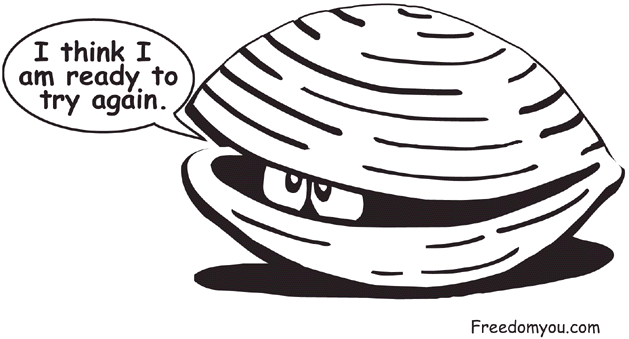 I think I
am ready to
try again.
Freedomyou.com